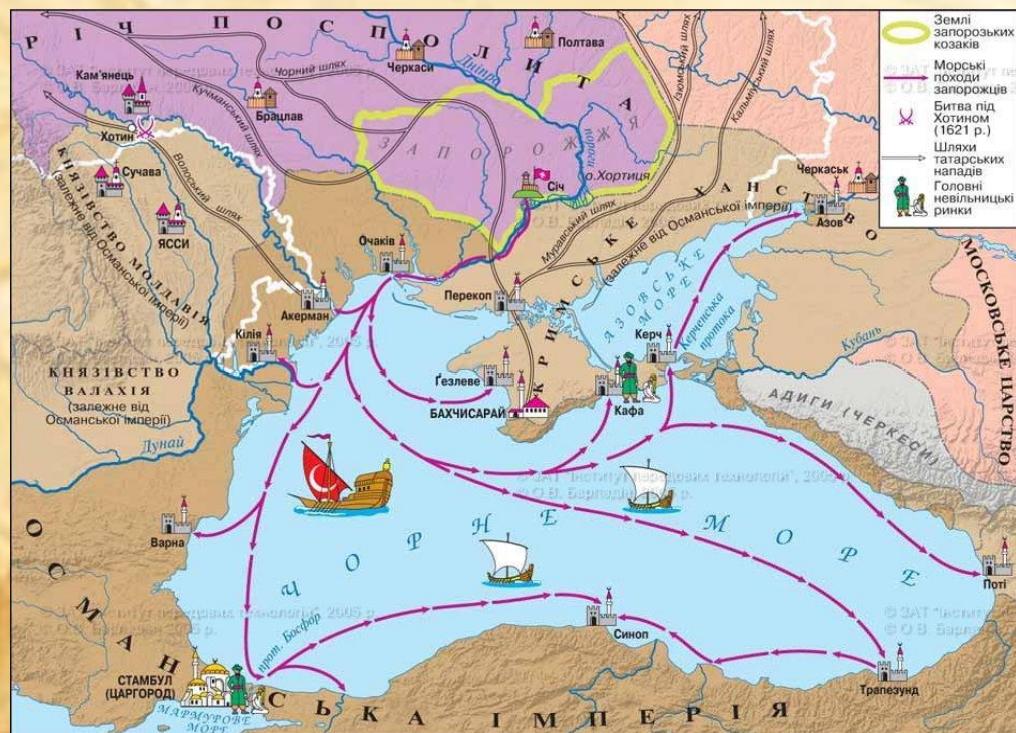 РІЧ ПОСПОЛИТА
Кам'янець
Хотин
Сучава
ЯССИ
КНЯЗІВСТВО МОЛДАВІЯ
(залежне від Османської імперії)
КНЯЗІВСТВО
ВАЛАХІЯ
(залежне від
Османської імперії)
Дунай
Чорний шлях
Кучманський шлях
Волоський шлях
Брацлав
Черкаси
Полтава
Дніпро
ЗАПОРОЖЖЯ
пороги
о. Хортиця
Січ
Ізюмський шлях
Кальміуський шлях
Муравський шлях
КРИМСЬКЕ ХАНСТВО
(залежне від Османської імперії)
Черкаськ
Азов
МОСКОВСЬКЕ ЦАРСТВО
Очаків
Акерман
Кілія
Перекоп
АЗОВСЬКЕ
МОРЕ
Керченська
протока
Керч
Кубань
Ґезлеве
БАХЧИСАРАЙ
Кафа
АДИГИ (ЧЕРКЕСИ)
ЧОРНЕ МОРЕ
Варна
Поті
Синоп
Трапезунд
прот. Босфор
СТАМБУЛ
(ЦАРГОРОД)
МАРМУРОВЕ
МОРЕ
ОСМАНСЬКА ІМПЕРІЯ
Землі
запорозьких
козаків
Морські
походи
запорожців
Битва під
Хотином
(1621 р.)
Шляхи
татарських
нападів
Головні
невільницькі
ринки
© ЗАТ "Інститут передових технологій", 2005 р.